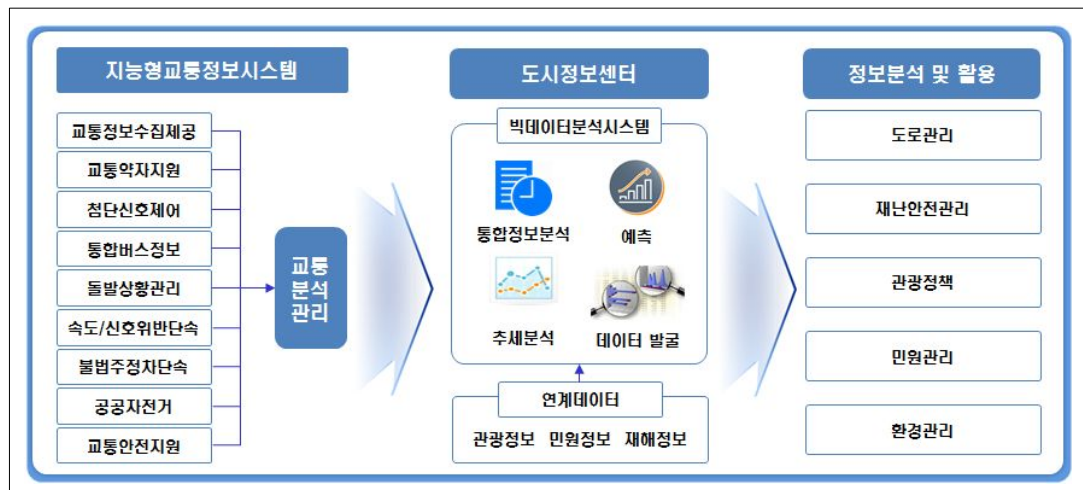 지능형교통정보시스템
교통정보수집제공
교통약자지원
첨단신호제어
통합버스정보
돌발상황관리
속도/신호위반단속
불법주정차단속
공공자전거
교통안전지원
교통
분석
관리
도시정보센터
빅데이터분석시스템
통합정보분석
예측
추세분석
데이터 발굴
연계데이터
관광정보 민원정보 재해정보
정보분석 및 활용
도로관리
재난안전관리
관광정책
민원관리
환경관리